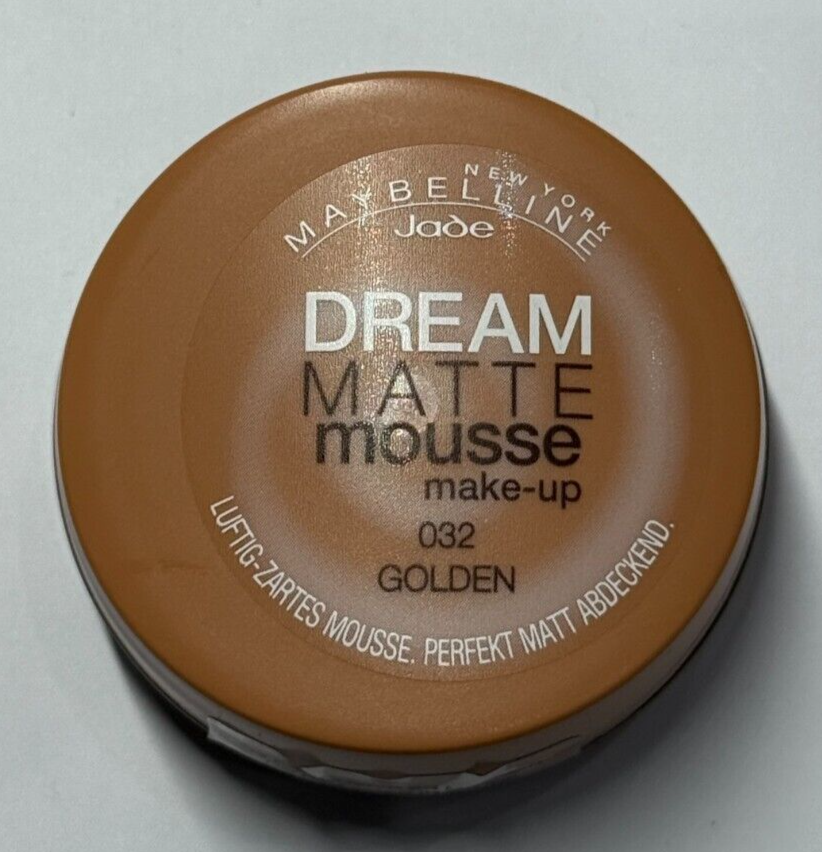 NEW YORK
MAYBELLINE
Jade
DREAM
MATTE
mousse
make-up
032
GOLDEN
LUFTIG-ZARTES MOUSSE. PERFEKT MATT ABDECKEND.